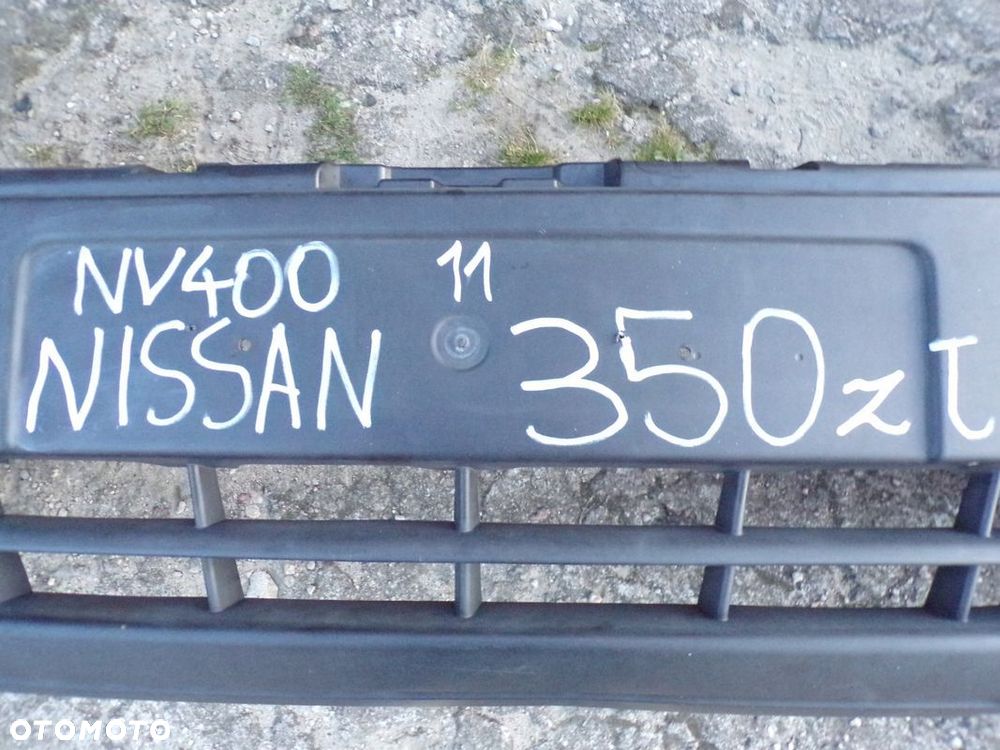 NV400 11
NISSAN 350zł
OTOMOTO